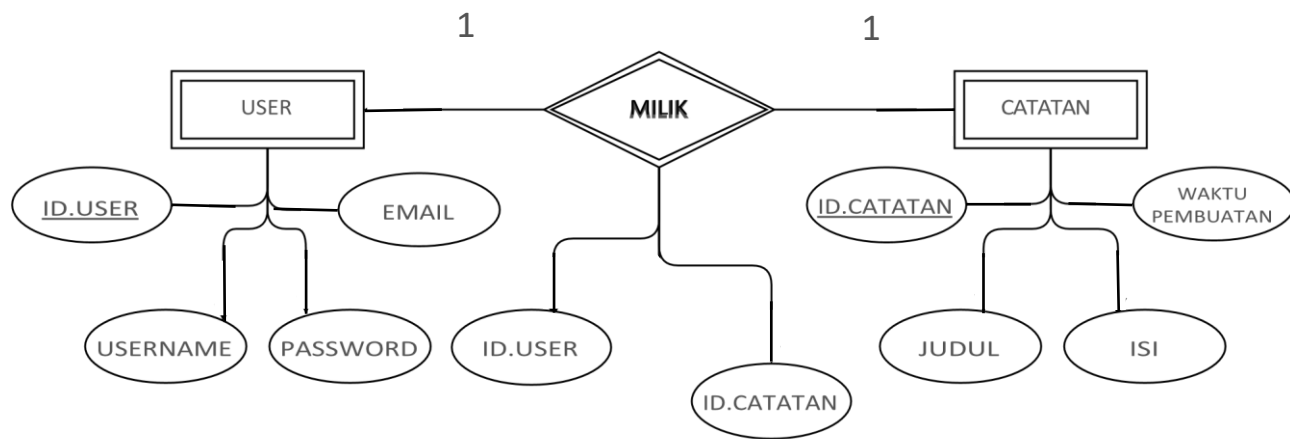 1
1
USER
MILIK
CATATAN
ID.USER
EMAIL
ID.CATATAN
WAKTU
PEMBUATAN
USERNAME
PASSWORD
ID.USER
ID.CATATAN
JUDUL
ISI